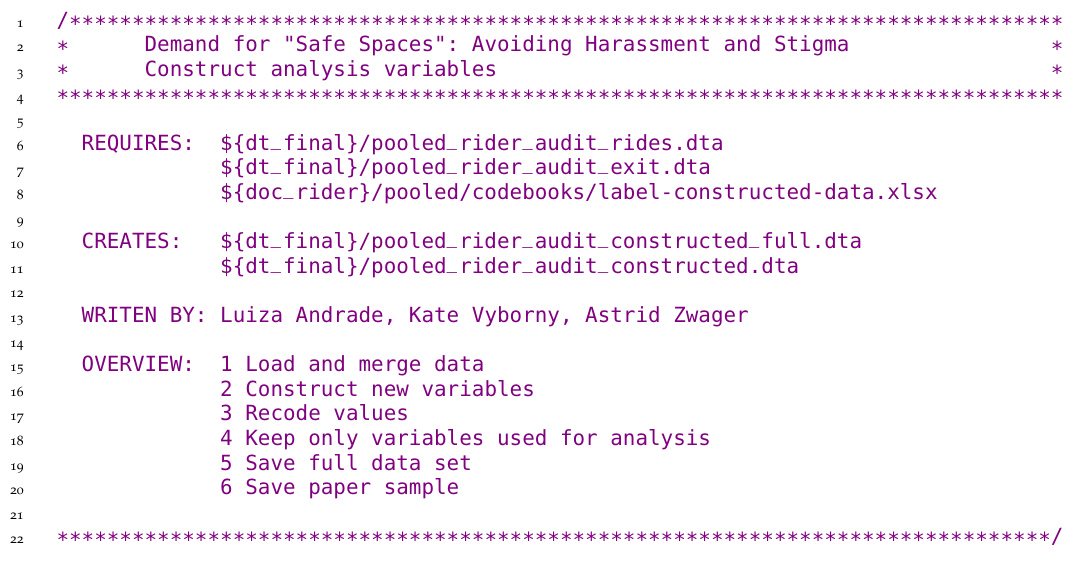 1 /*******************************************************************************
2 * Demand for "Safe Spaces": Avoiding Harassment and Stigma *
3 * Construct analysis variables *
4 ********************************************************************************
5
6 REQUIRES: ${dt_final}/pooled_rider_audit_rides.dta
7 ${dt_final}/pooled_rider_audit_exit.dta
8 ${doc_rider}/pooled/codebooks/label-constructed-data.xlsx
9
10 CREATES: ${dt_final}/pooled_rider_audit_constructed_full.dta
11 ${dt_final}/pooled_rider_audit_constructed.dta
12
13 WRITEN BY: Luiza Andrade, Kate Vyborny, Astrid Zwager
14
15 OVERVIEW: 1 Load and merge data
16 2 Construct new variables
17 3 Recode values
18 4 Keep only variables used for analysis
19 5 Save full data set
20 6 Save paper sample
21
22 *******************************************************************************/